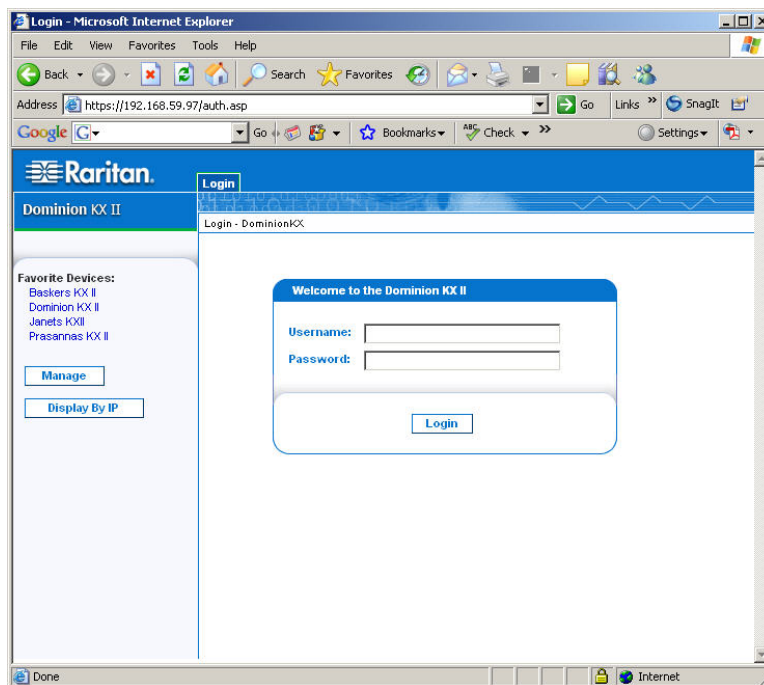 Login - Microsoft Internet Explorer
File Edit View Favorites Tools Help
Back Search Favorites
Address https://192.168.59.97/auth.asp Go Links » SnagIt
Google G Go Bookmarks ABC Check » Settings
Raritan.
Login
Dominion KX II
Login - DominionKX
Favorite Devices:
Baskers KX II
Dominion KX II
Janets KXII
Prasannas KX II
Manage
Display By IP
Welcome to the Dominion KX II
Username:
Password:
Login
Done Internet